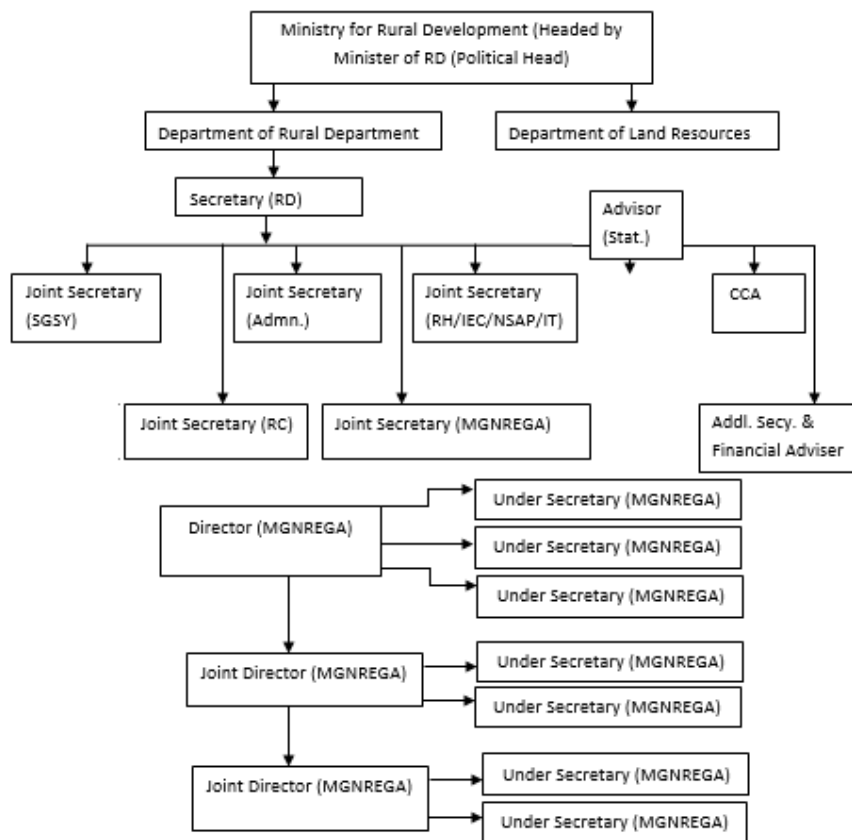 Ministry for Rural Development (Headed by
Minister of RD (Political Head)
Department of Rural Department
Department of Land Resources
Secretary (RD)
Advisor
(Stat.)
Joint Secretary
(SGSY)
Joint Secretary
(Admn.)
Joint Secretary
(RH/IEC/NSAP/IT)
CCA
Joint Secretary (RC)
Joint Secretary (MGNREGA)
Addl. Secy. &
Financial Adviser
Director (MGNREGA)
Under Secretary (MGNREGA)
Under Secretary (MGNREGA)
Under Secretary (MGNREGA)
Joint Director (MGNREGA)
Under Secretary (MGNREGA)
Under Secretary (MGNREGA)
Joint Director (MGNREGA)
Under Secretary (MGNREGA)
Under Secretary (MGNREGA)